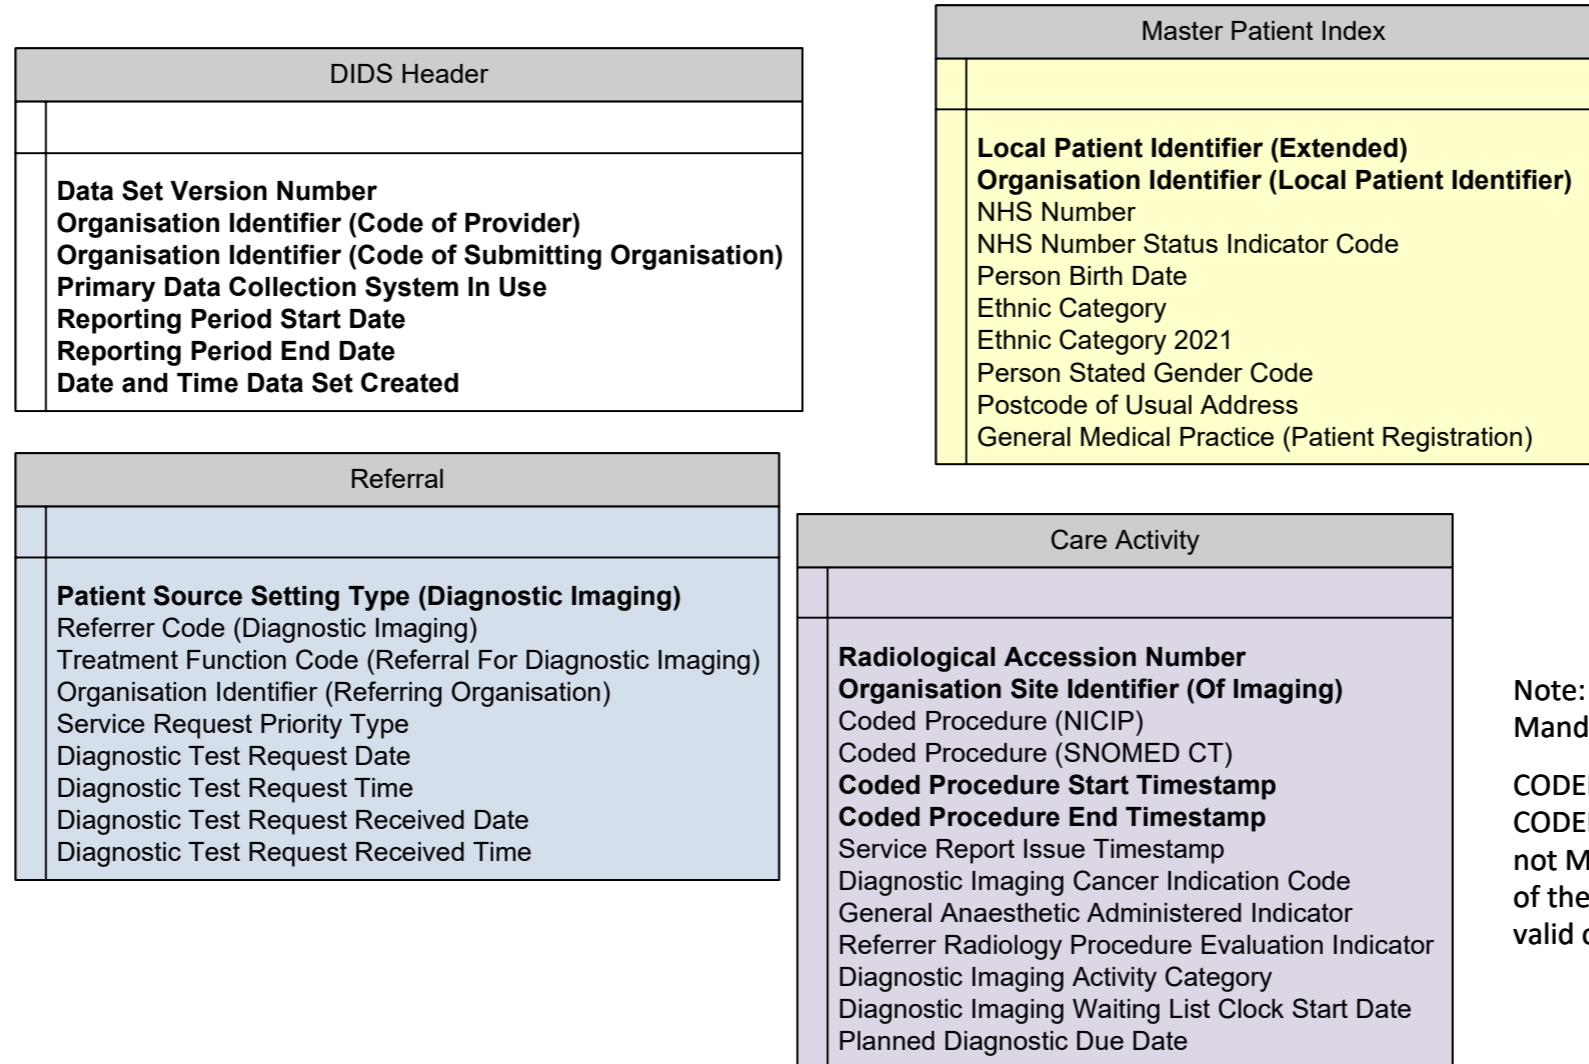 DIDS Header
Data Set Version Number
Organisation Identifier (Code of Provider)
Organisation Identifier (Code of Submitting Organisation)
Primary Data Collection System In Use
Reporting Period Start Date
Reporting Period End Date
Date and Time Data Set Created
Master Patient Index
Local Patient Identifier (Extended)
Organisation Identifier (Local Patient Identifier)
NHS Number
NHS Number Status Indicator Code
Person Birth Date
Ethnic Category
Ethnic Category 2021
Person Stated Gender Code
Postcode of Usual Address
General Medical Practice (Patient Registration)
Referral
Patient Source Setting Type (Diagnostic Imaging)
Referrer Code (Diagnostic Imaging)
Treatment Function Code (Referral For Diagnostic Imaging)
Organisation Identifier (Referring Organisation)
Service Request Priority Type
Diagnostic Test Request Date
Diagnostic Test Request Time
Diagnostic Test Request Received Date
Diagnostic Test Request Received Time
Care Activity
Radiological Accession Number
Organisation Site Identifier (Of Imaging)
Coded Procedure (NICIP)
Coded Procedure (SNOMED CT)
Coded Procedure Start Timestamp
Coded Procedure End Timestamp
Service Report Issue Timestamp
Diagnostic Imaging Cancer Indication Code
General Anaesthetic Administered Indicator
Referrer Radiology Procedure Evaluation Indicator
Diagnostic Imaging Activity Category
Diagnostic Imaging Waiting List Clock Start Date
Planned Diagnostic Due Date
Note:
Mand
CODE
CODE
not M
of the
valid